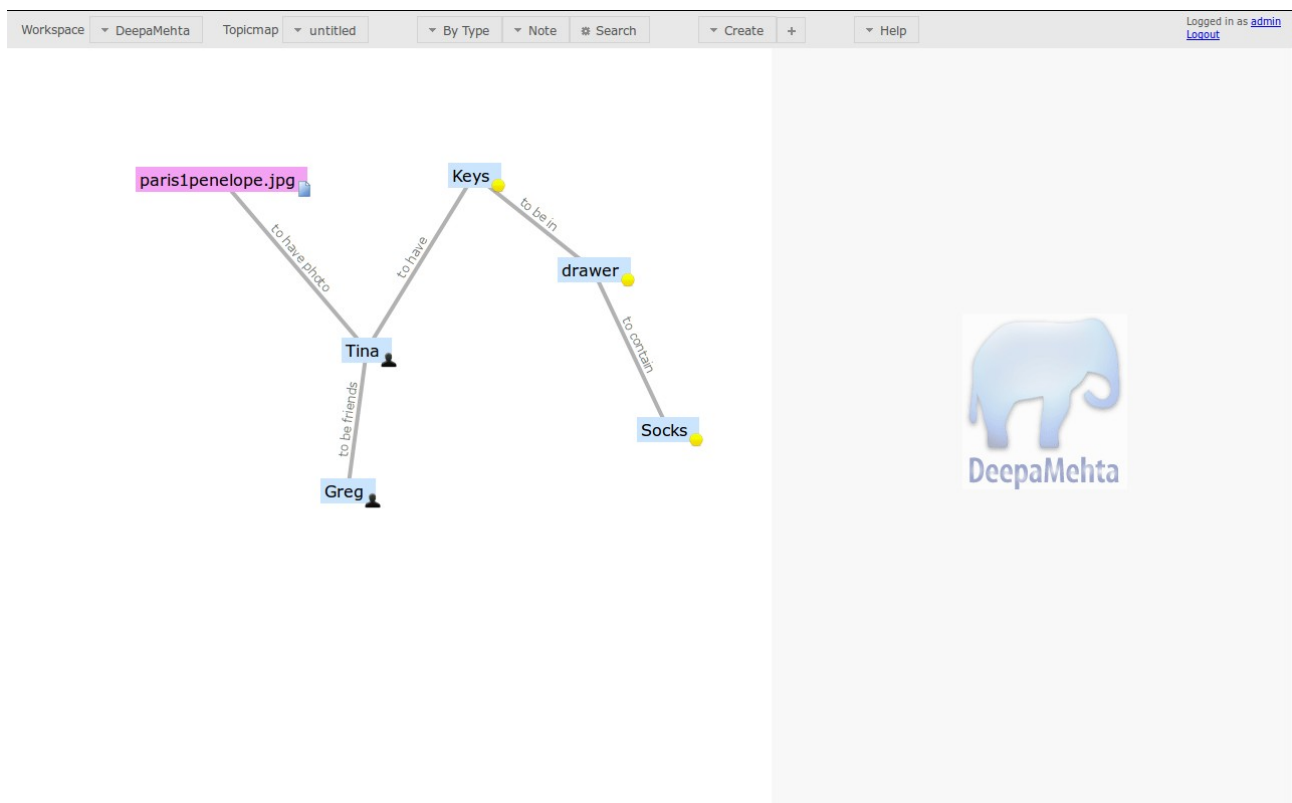 Workspace DeepaMehta Topicmap untitled By Type Note Search Create + Help Logged in as admin
Logout
paris1penelope.jpg
Keys
to be in
to have photo
to have
drawer
to contain
Tina
to be friends
Socks
Greg
DeepaMehta